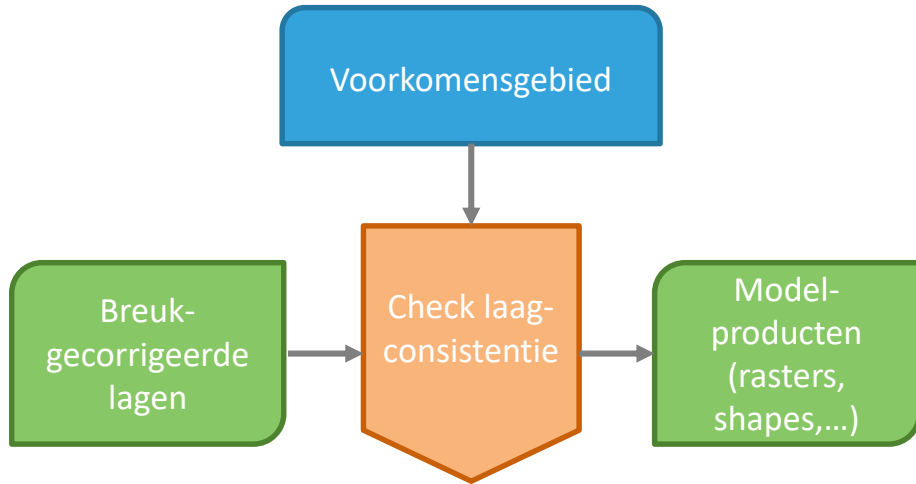 Voorkomensgebied
Breuk-
gecorrigeerde
lagen
Check laag-
consistentie
Model-
producten
(rasters,
shapes,...)